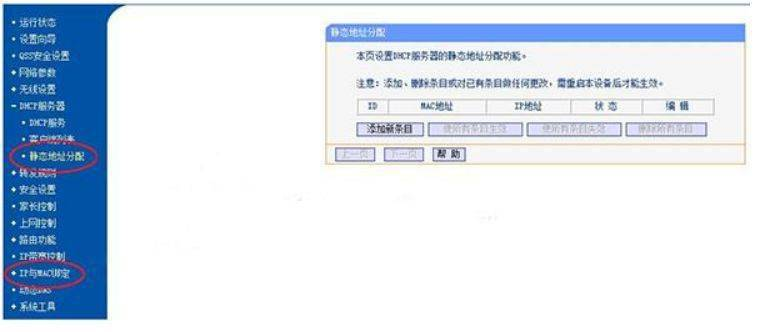 运行状态
设置向导
QSS安全设置
网络参数
无线设置
DHCP服务器
DHCP服务
客户端列表
静态地址分配
转发规则
安全设置
家长控制
上网控制
路由功能
IP带宽控制
IP与MAC绑定
动态DNS
系统工具
静态地址分配
本页设置DHCP服务器的静态地址分配功能。
注意：添加、删除条目或对已有条目做任何更改，需重启本设备后才能生效。
ID MAC地址 IP地址 状态 编辑
添加新条目 使所有条目生效 使所有条目失效 删除所有条目
上一页 下一页 帮助